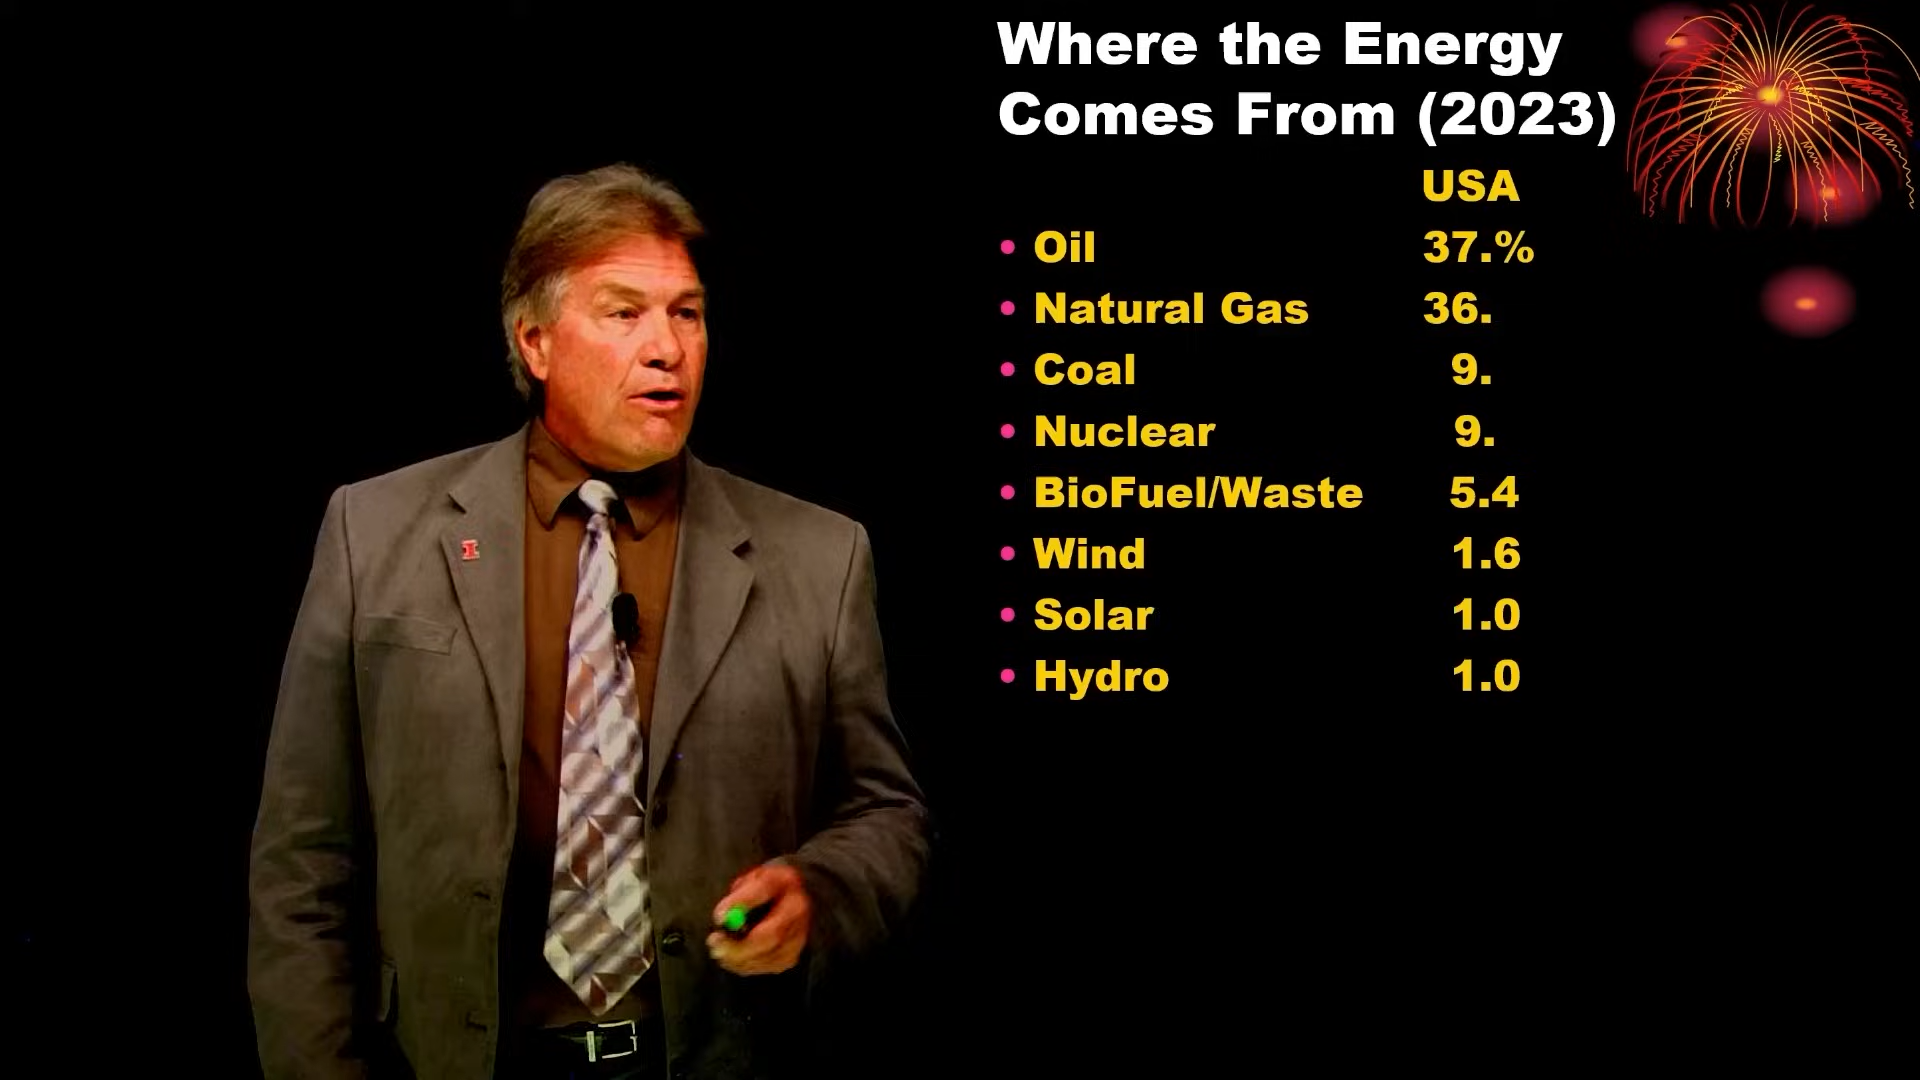 Where the Energy
Comes From (2023)
USA
• Oil 37.%
• Natural Gas 36.
• Coal 9.
• Nuclear 9.
• BioFuel/Waste 5.4
• Wind 1.6
• Solar 1.0
• Hydro 1.0